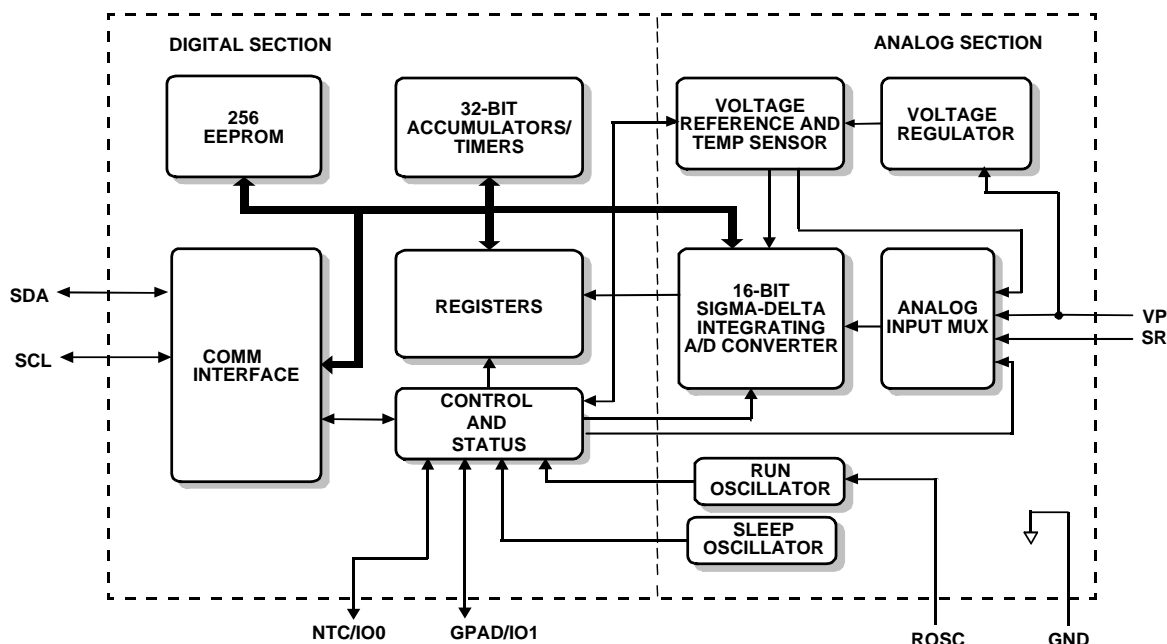 DIGITAL SECTION
ANALOG SECTION
256
EEPROM
32-BIT
ACCUMULATORS/
TIMERS
VOLTAGE
REFERENCE AND
TEMP SENSOR
VOLTAGE
REGULATOR
SDA
SCL
COMM
INTERFACE
REGISTERS
16-BIT
SIGMA-DELTA
INTEGRATING
A/D CONVERTER
ANALOG
INPUT MUX
VP
SR
CONTROL
AND
STATUS
RUN
OSCILLATOR
SLEEP
OSCILLATOR
NTC/IO0
GPAD/IO1
ROSC
GND